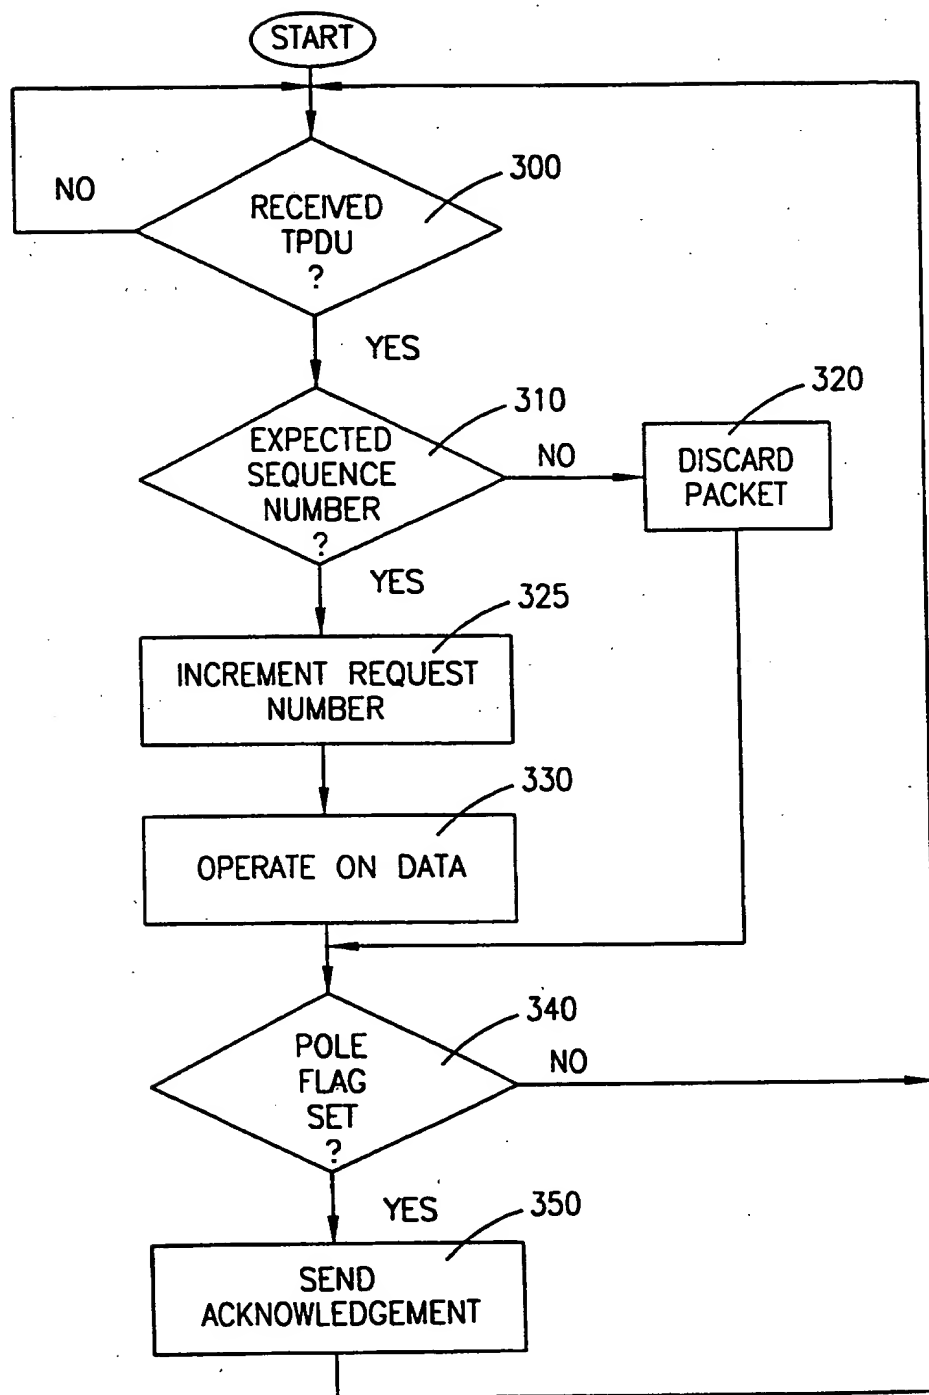 START
NO
300
RECEIVED
TPDU
?
YES
310
320
EXPECTED
SEQUENCE
NUMBER
?
NO
DISCARD
PACKET
YES
325
INCREMENT REQUEST
NUMBER
330
OPERATE ON DATA
340
POLE
FLAG
SET
?
NO
YES
350
SEND
ACKNOWLEDGEMENT